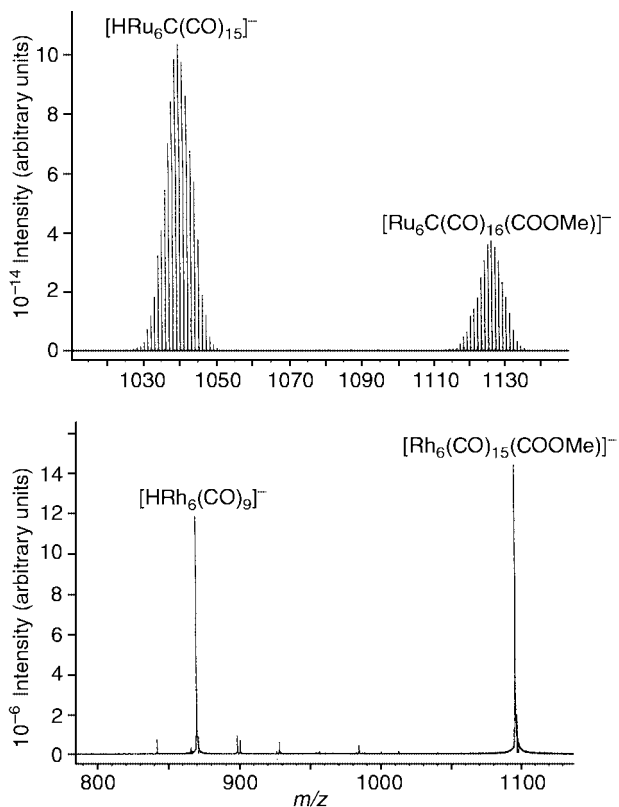 [HRu₆C(CO)₁₅]⁻
[Ru₆C(CO)₁₆(COOMe)]⁻
10⁻¹⁴ Intensity (arbitrary units)
10
8
6
4
2
0
1030 1050 1070 1090 1110 1130
[Rh₆(CO)₁₅(COOMe)]⁻
[HRh₆(CO)₉]⁻
10⁻⁶ Intensity (arbitrary units)
14
12
10
8
6
4
2
0
800 900 1000 1100
m/z